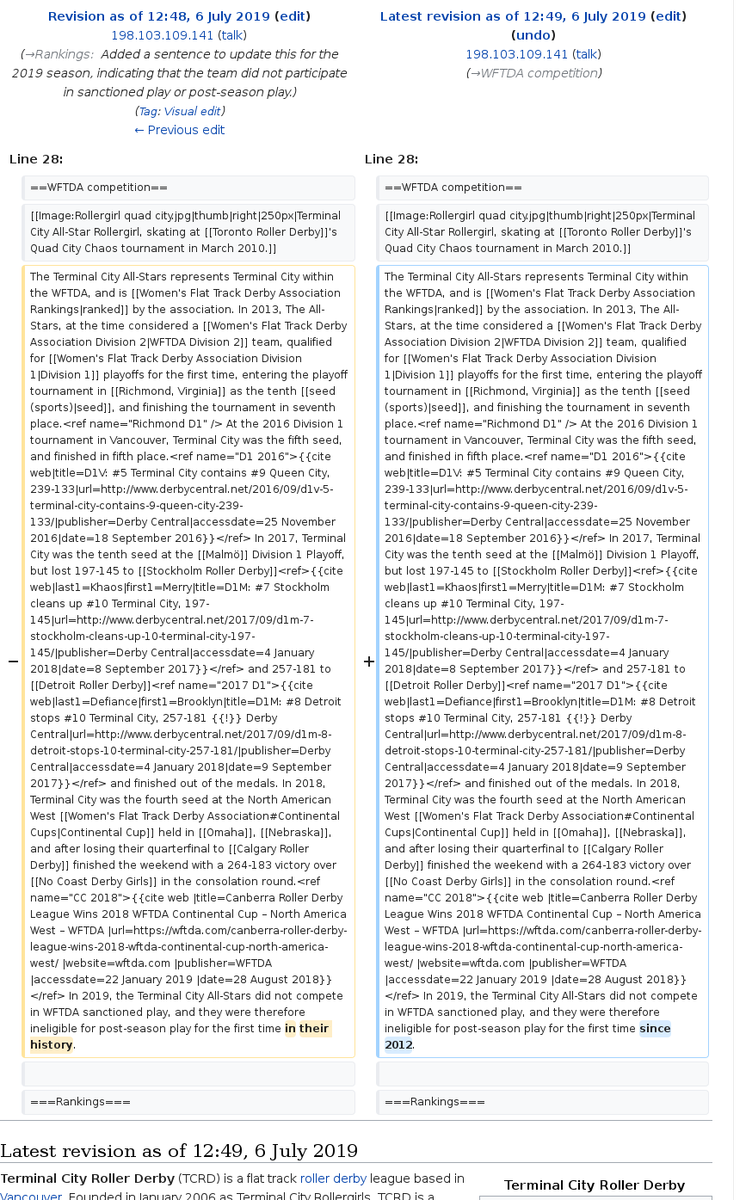 Revision as of 12:48, 6 July 2019 (edit)
198.103.109.141 (talk)
(→Rankings: Added a sentence to update this for the
2019 season, indicating that the team did not participate
in sanctioned play or post-season play.)
(Tag: Visual edit)
← Previous edit
Latest revision as of 12:49, 6 July 2019 (edit)
(undo)
198.103.109.141 (talk)
(→WFTDA competition)
Line 28:
==WFTDA competition==
[[Image:Rollergirl quad city.jpg|thumb|right|250px|Terminal
City All-Star Rollergirl, skating at [[Toronto Roller Derby]]'s
Quad City Chaos tournament in March 2010.]]
−
The Terminal City All-Stars represents Terminal City within
the WFTDA, and is [[Women's Flat Track Derby Association
Rankings|ranked]] by the association. In 2013, The All-
Stars, at the time considered a [[Women's Flat Track Derby
Association Division 2|WFTDA Division 2]] team, qualified
for [[Women's Flat Track Derby Association Division
1|Division 1]] playoffs for the first time, entering the playoff
tournament in [[Richmond, Virginia]] as the tenth [[seed
(sports)|seed]], and finishing the tournament in seventh
place.<ref name="Richmond D1" /> At the 2016 Division 1
tournament in Vancouver, Terminal City was the fifth seed,
and finished in fifth place.<ref name="D1 2016">{{cite
web|title=D1V: #5 Terminal City contains #9 Queen City,
239-133|url=http://www.derbycentral.net/2016/09/d1v-5-
terminal-city-contains-9-queen-city-239-
133/|publisher=Derby Central|accessdate=25 November
2016|date=18 September 2016}}</ref> In 2017, Terminal
City was the tenth seed at the [[Malmö]] Division 1 Playoff,
but lost 197-145 to [[Stockholm Roller Derby]]<ref>{{cite
web|last1=Khaos|first1=Merry|title=D1M: #7 Stockholm
cleans up #10 Terminal City, 197-
145|url=http://www.derbycentral.net/2017/09/d1m-7-
stockholm-cleans-up-10-terminal-city-197-
145/|publisher=Derby Central|accessdate=4 January
2018|date=8 September 2017}}</ref> and 257-181 to
[[Detroit Roller Derby]]<ref name="2017 D1">{{cite
web|last1=Defiance|first1=Brooklyn|title=D1M: #8 Detroit
stops #10 Terminal City, 257-181 {{!}} Derby
Central|url=http://www.derbycentral.net/2017/09/d1m-8-
detroit-stops-10-terminal-city-257-181/|publisher=Derby
Central|accessdate=4 January 2018|date=9 September
2017}}</ref> and finished out of the medals. In 2018,
Terminal City was the fourth seed at the North American
West [[Women's Flat Track Derby Association#Continental
Cups|Continental Cup]] held in [[Omaha]], [[Nebraska]],
and after losing their quarterfinal to [[Calgary Roller
Derby]] finished the weekend with a 264-183 victory over
[[No Coast Derby Girls]] in the consolation round.<ref
name="CC 2018">{{cite web |title=Canberra Roller Derby
League Wins 2018 WFTDA Continental Cup – North America
West – WFTDA |url=https://wftda.com/canberra-roller-derby-
league-wins-2018-wftda-continental-cup-north-america-
west/ |website=wftda.com |publisher=WFTDA
|accessdate=22 January 2019 |date=28 August 2018}}
</ref> In 2019, the Terminal City All-Stars did not compete
in WFTDA sanctioned play, and they were therefore
ineligible for post-season play for the first time in their
history.
===Rankings===
Line 28:
==WFTDA competition==
[[Image:Rollergirl quad city.jpg|thumb|right|250px|Terminal
City All-Star Rollergirl, skating at [[Toronto Roller Derby]]'s
Quad City Chaos tournament in March 2010.]]
+
The Terminal City All-Stars represents Terminal City within
the WFTDA, and is [[Women's Flat Track Derby Association
Rankings|ranked]] by the association. In 2013, The All-
Stars, at the time considered a [[Women's Flat Track Derby
Association Division 2|WFTDA Division 2]] team, qualified
for [[Women's Flat Track Derby Association Division
1|Division 1]] playoffs for the first time, entering the playoff
tournament in [[Richmond, Virginia]] as the tenth [[seed
(sports)|seed]], and finishing the tournament in seventh
place.<ref name="Richmond D1" /> At the 2016 Division 1
tournament in Vancouver, Terminal City was the fifth seed,
and finished in fifth place.<ref name="D1 2016">{{cite
web|title=D1V: #5 Terminal City contains #9 Queen City,
239-133|url=http://www.derbycentral.net/2016/09/d1v-5-
terminal-city-contains-9-queen-city-239-
133/|publisher=Derby Central|accessdate=25 November
2016|date=18 September 2016}}</ref> In 2017, Terminal
City was the tenth seed at the [[Malmö]] Division 1 Playoff,
but lost 197-145 to [[Stockholm Roller Derby]]<ref>{{cite
web|last1=Khaos|first1=Merry|title=D1M: #7 Stockholm
cleans up #10 Terminal City, 197-
145|url=http://www.derbycentral.net/2017/09/d1m-7-
stockholm-cleans-up-10-terminal-city-197-
145/|publisher=Derby Central|accessdate=4 January
2018|date=8 September 2017}}</ref> and 257-181 to
[[Detroit Roller Derby]]<ref name="2017 D1">{{cite
web|last1=Defiance|first1=Brooklyn|title=D1M: #8 Detroit
stops #10 Terminal City, 257-181 {{!}} Derby
Central|url=http://www.derbycentral.net/2017/09/d1m-8-
detroit-stops-10-terminal-city-257-181/|publisher=Derby
Central|accessdate=4 January 2018|date=9 September
2017}}</ref> and finished out of the medals. In 2018,
Terminal City was the fourth seed at the North American
West [[Women's Flat Track Derby Association#Continental
Cups|Continental Cup]] held in [[Omaha]], [[Nebraska]],
and after losing their quarterfinal to [[Calgary Roller
Derby]] finished the weekend with a 264-183 victory over
[[No Coast Derby Girls]] in the consolation round.<ref
name="CC 2018">{{cite web |title=Canberra Roller Derby
League Wins 2018 WFTDA Continental Cup – North America
West – WFTDA |url=https://wftda.com/canberra-roller-derby-
league-wins-2018-wftda-continental-cup-north-america-
west/ |website=wftda.com |publisher=WFTDA
|accessdate=22 January 2019 |date=28 August 2018}}
</ref> In 2019, the Terminal City All-Stars did not compete
in WFTDA sanctioned play, and they were therefore
ineligible for post-season play for the first time since
2012.
===Rankings===
Latest revision as of 12:49, 6 July 2019
Terminal City Roller Derby (TCRD) is a flat track roller derby league based in
Vancouver. Founded in January 2006 as Terminal City Rollergirls, TCRD is a
Terminal City Roller Derby